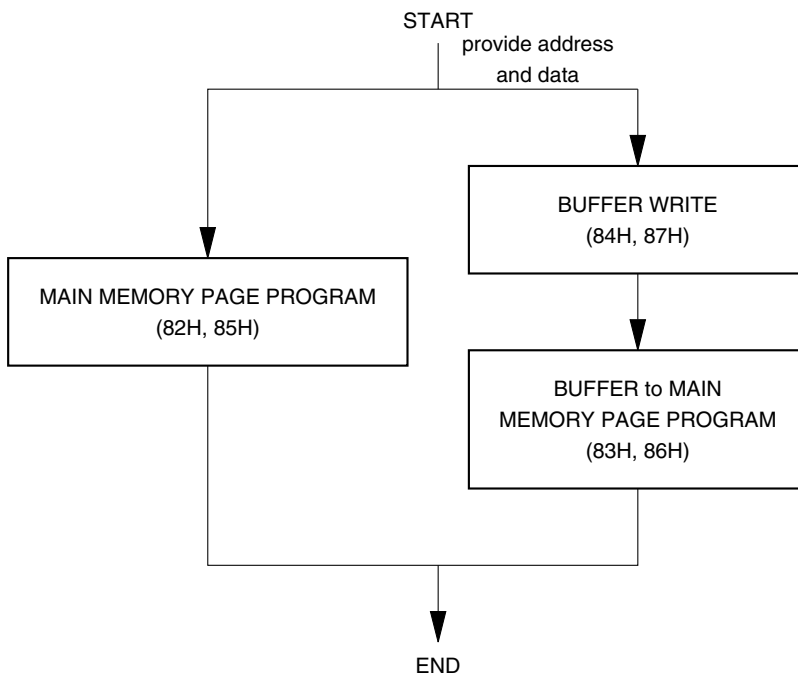 START
provide address
and data
BUFFER WRITE
(84H, 87H)
MAIN MEMORY PAGE PROGRAM
(82H, 85H)
BUFFER to MAIN
MEMORY PAGE PROGRAM
(83H, 86H)
END